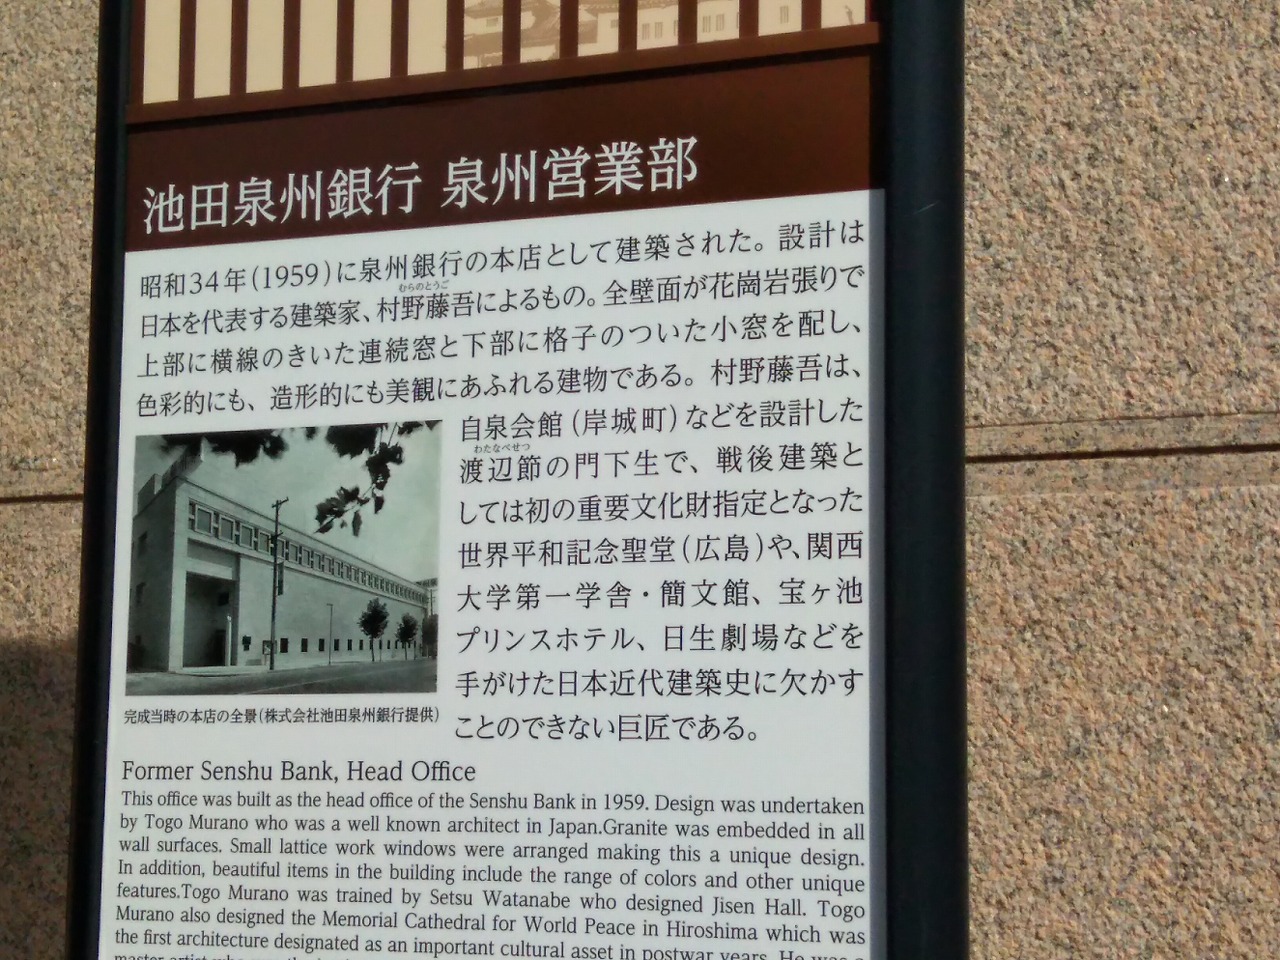 池田泉州銀行 泉州営業部
昭和34年(1959)に泉州銀行の本店として建築された。設計は
むらのとうご
日本を代表する建築家、村野藤吾によるもの。全壁面が花崗岩張りで
上部に横線のきいた連続窓と下部に格子のついた小窓を配し、
色彩的にも、造形的にも美観にあふれる建物である。村野藤吾は、
自泉会館(岸城町)などを設計した
わたなべせつ
渡辺節の門下生で、戦後建築と
しては初の重要文化財指定となった
世界平和記念聖堂(広島)や、関西
大学第一学舎・簡文館、宝ヶ池
プリンスホテル、日生劇場などを
手がけた日本近代建築史に欠かす
ことのできない巨匠である。
完成当時の本店の全景(株式会社池田泉州銀行提供)
Former Senshu Bank, Head Office
This office was built as the head office of the Senshu Bank in 1959. Design was undertaken
by Togo Murano who was a well known architect in Japan.Granite was embedded in all
wall surfaces. Small lattice work windows were arranged making this a unique design.
In addition, beautiful items in the building include the range of colors and other unique
features.Togo Murano was trained by Setsu Watanabe who designed Jisen Hall. Togo
Murano also designed the Memorial Cathedral for World Peace in Hiroshima which was
the first architecture designated as an important cultural asset in postwar years. He was a